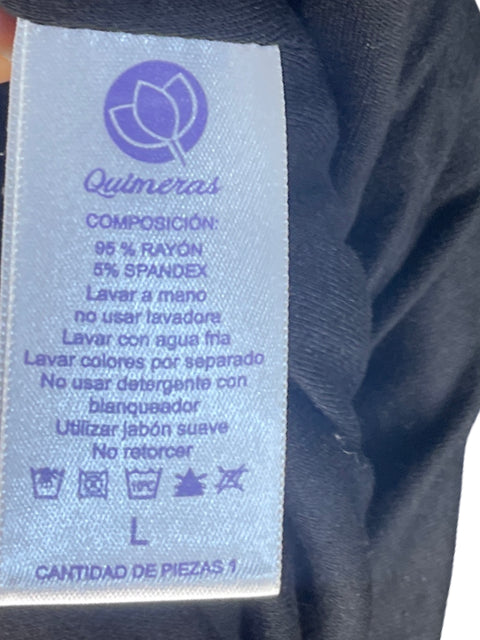 Quimeras
COMPOSICIÓN:
95 % RAYÓN
5% SPANDEX
Lavar a mano
no usar lavadora
Lavar con agua fria
Lavar colores por separado
No usar detergente con
blanqueador
Utilizar jabón suave
No retorcer
L
CANTIDAD DE PIEZAS 1